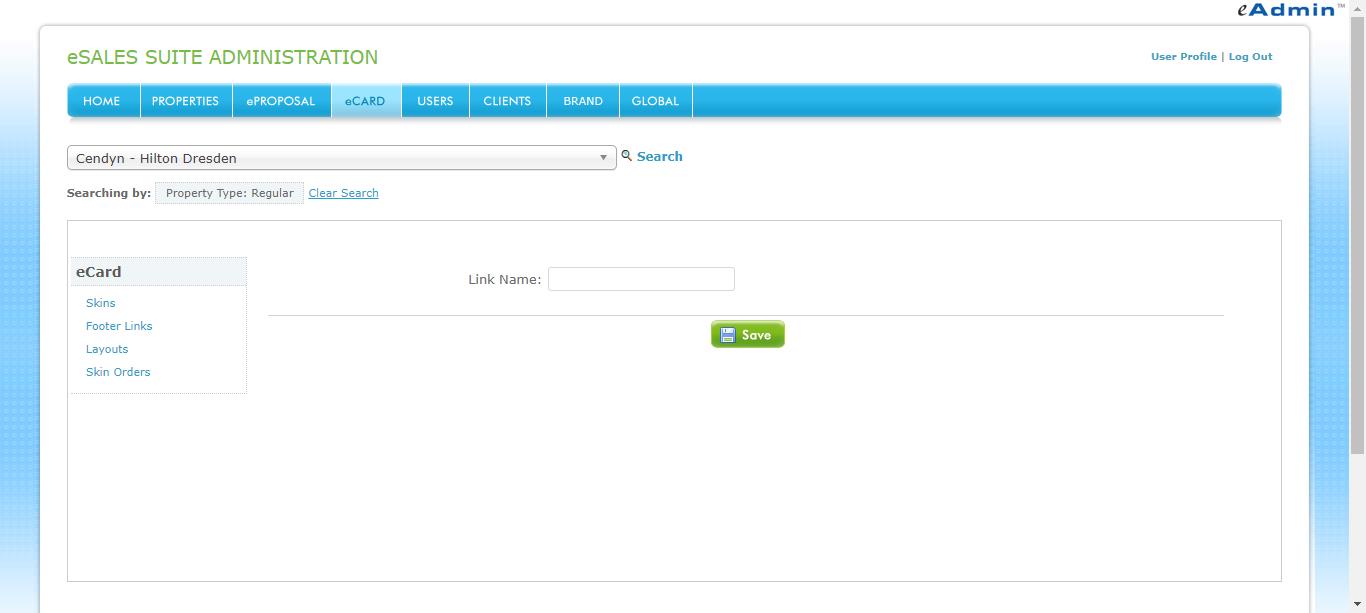 eAdmin™
eSALES SUITE ADMINISTRATION
User Profile | Log Out
HOME PROPERTIES ePROPOSAL eCARD USERS CLIENTS BRAND GLOBAL
Cendyn - Hilton Dresden
Search
Searching by: Property Type: Regular Clear Search
eCard
Skins
Footer Links
Layouts
Skin Orders
Link Name:
Save